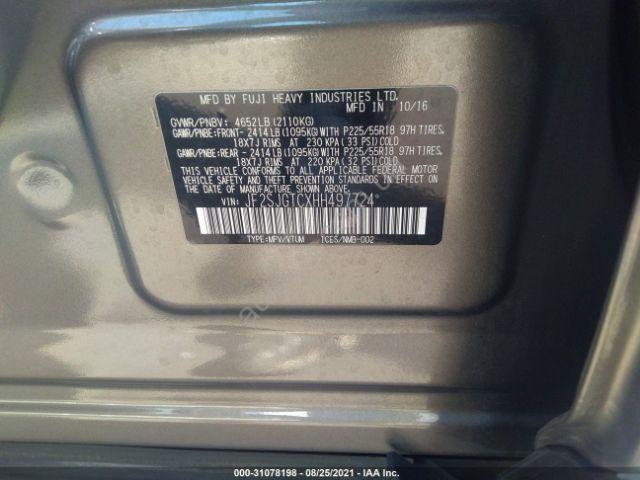 MFD BY FUJI HEAVY INDUSTRIES LTD.
MFD IN 10/16
GVWR/PNBV: 4652LB(2110KG)
GAWR/PNBE:FRONT- 2414LB(1095KG)WITH P225/55R18 97H TIRES.
18X7J RIMS AT 230 KPA(33 PSI)COLD
GAWR/PNBE:REAR - 2414LB(1095KG)WITH P225/55R18 97H TIRES.
18X7J RIMS AT 220 KPA(32 PSI)COLD
THIS VEHICLE CONFORMS TO ALL APPLICABLE FEDERAL MOTOR
VEHICLE SAFETY AND THEFT PREVENTION STANDARDS IN EFFECT
ON THE DATE OF MANUFACTURE SHOWN ABOVE.
VIN: JF2SJGTCXHH497724*
TYPE:MPV/VTUM ICES/NMB-002
000-31078198 - 08/25/2021 - IAA Inc.